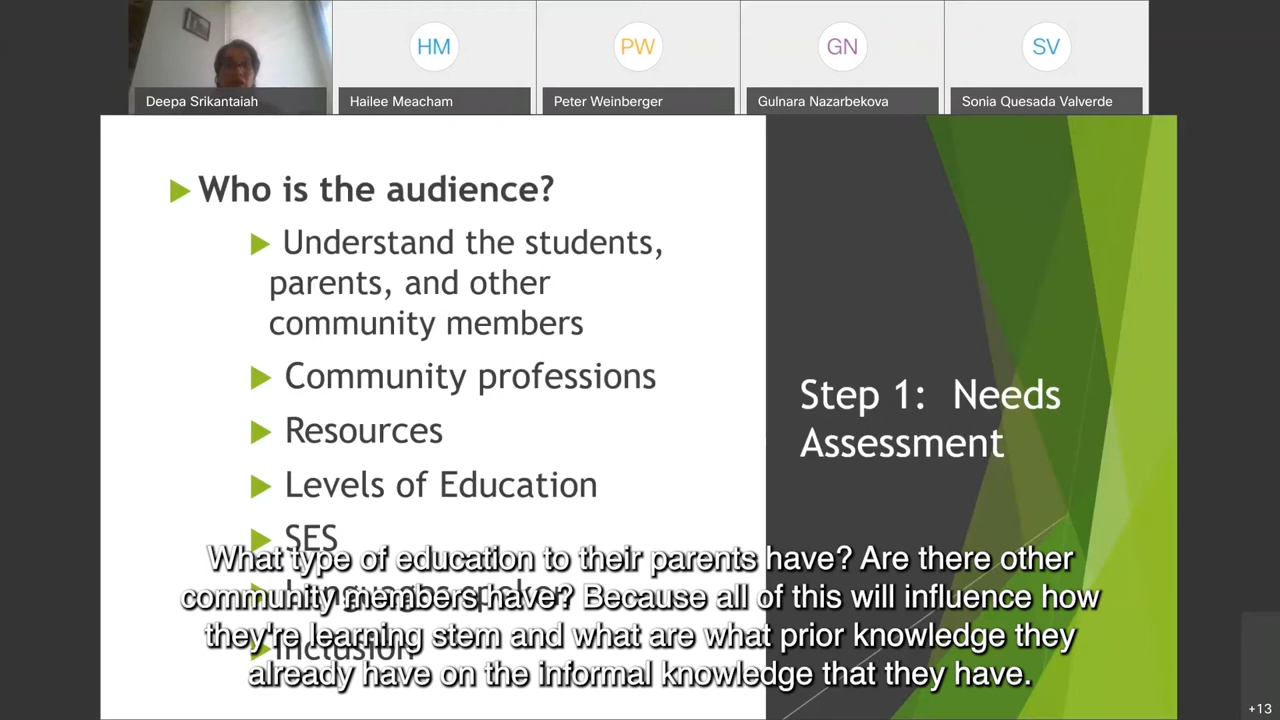 HM
PW
GN
SV
Deepa Srikantaiah
Hailee Meacham
Peter Weinberger
Gulnara Nazarbekova
Sonia Quesada Valverde
Who is the audience?
Understand the students,
parents, and other
community members
Community professions
Resources
Levels of Education
SES
Languages spoken
Inclusion
Step 1: Needs
Assessment
What type of education to their parents have? Are there other
community members have? Because all of this will influence how
they're learning stem and what are what prior knowledge they
already have on the informal knowledge that they have.
+13